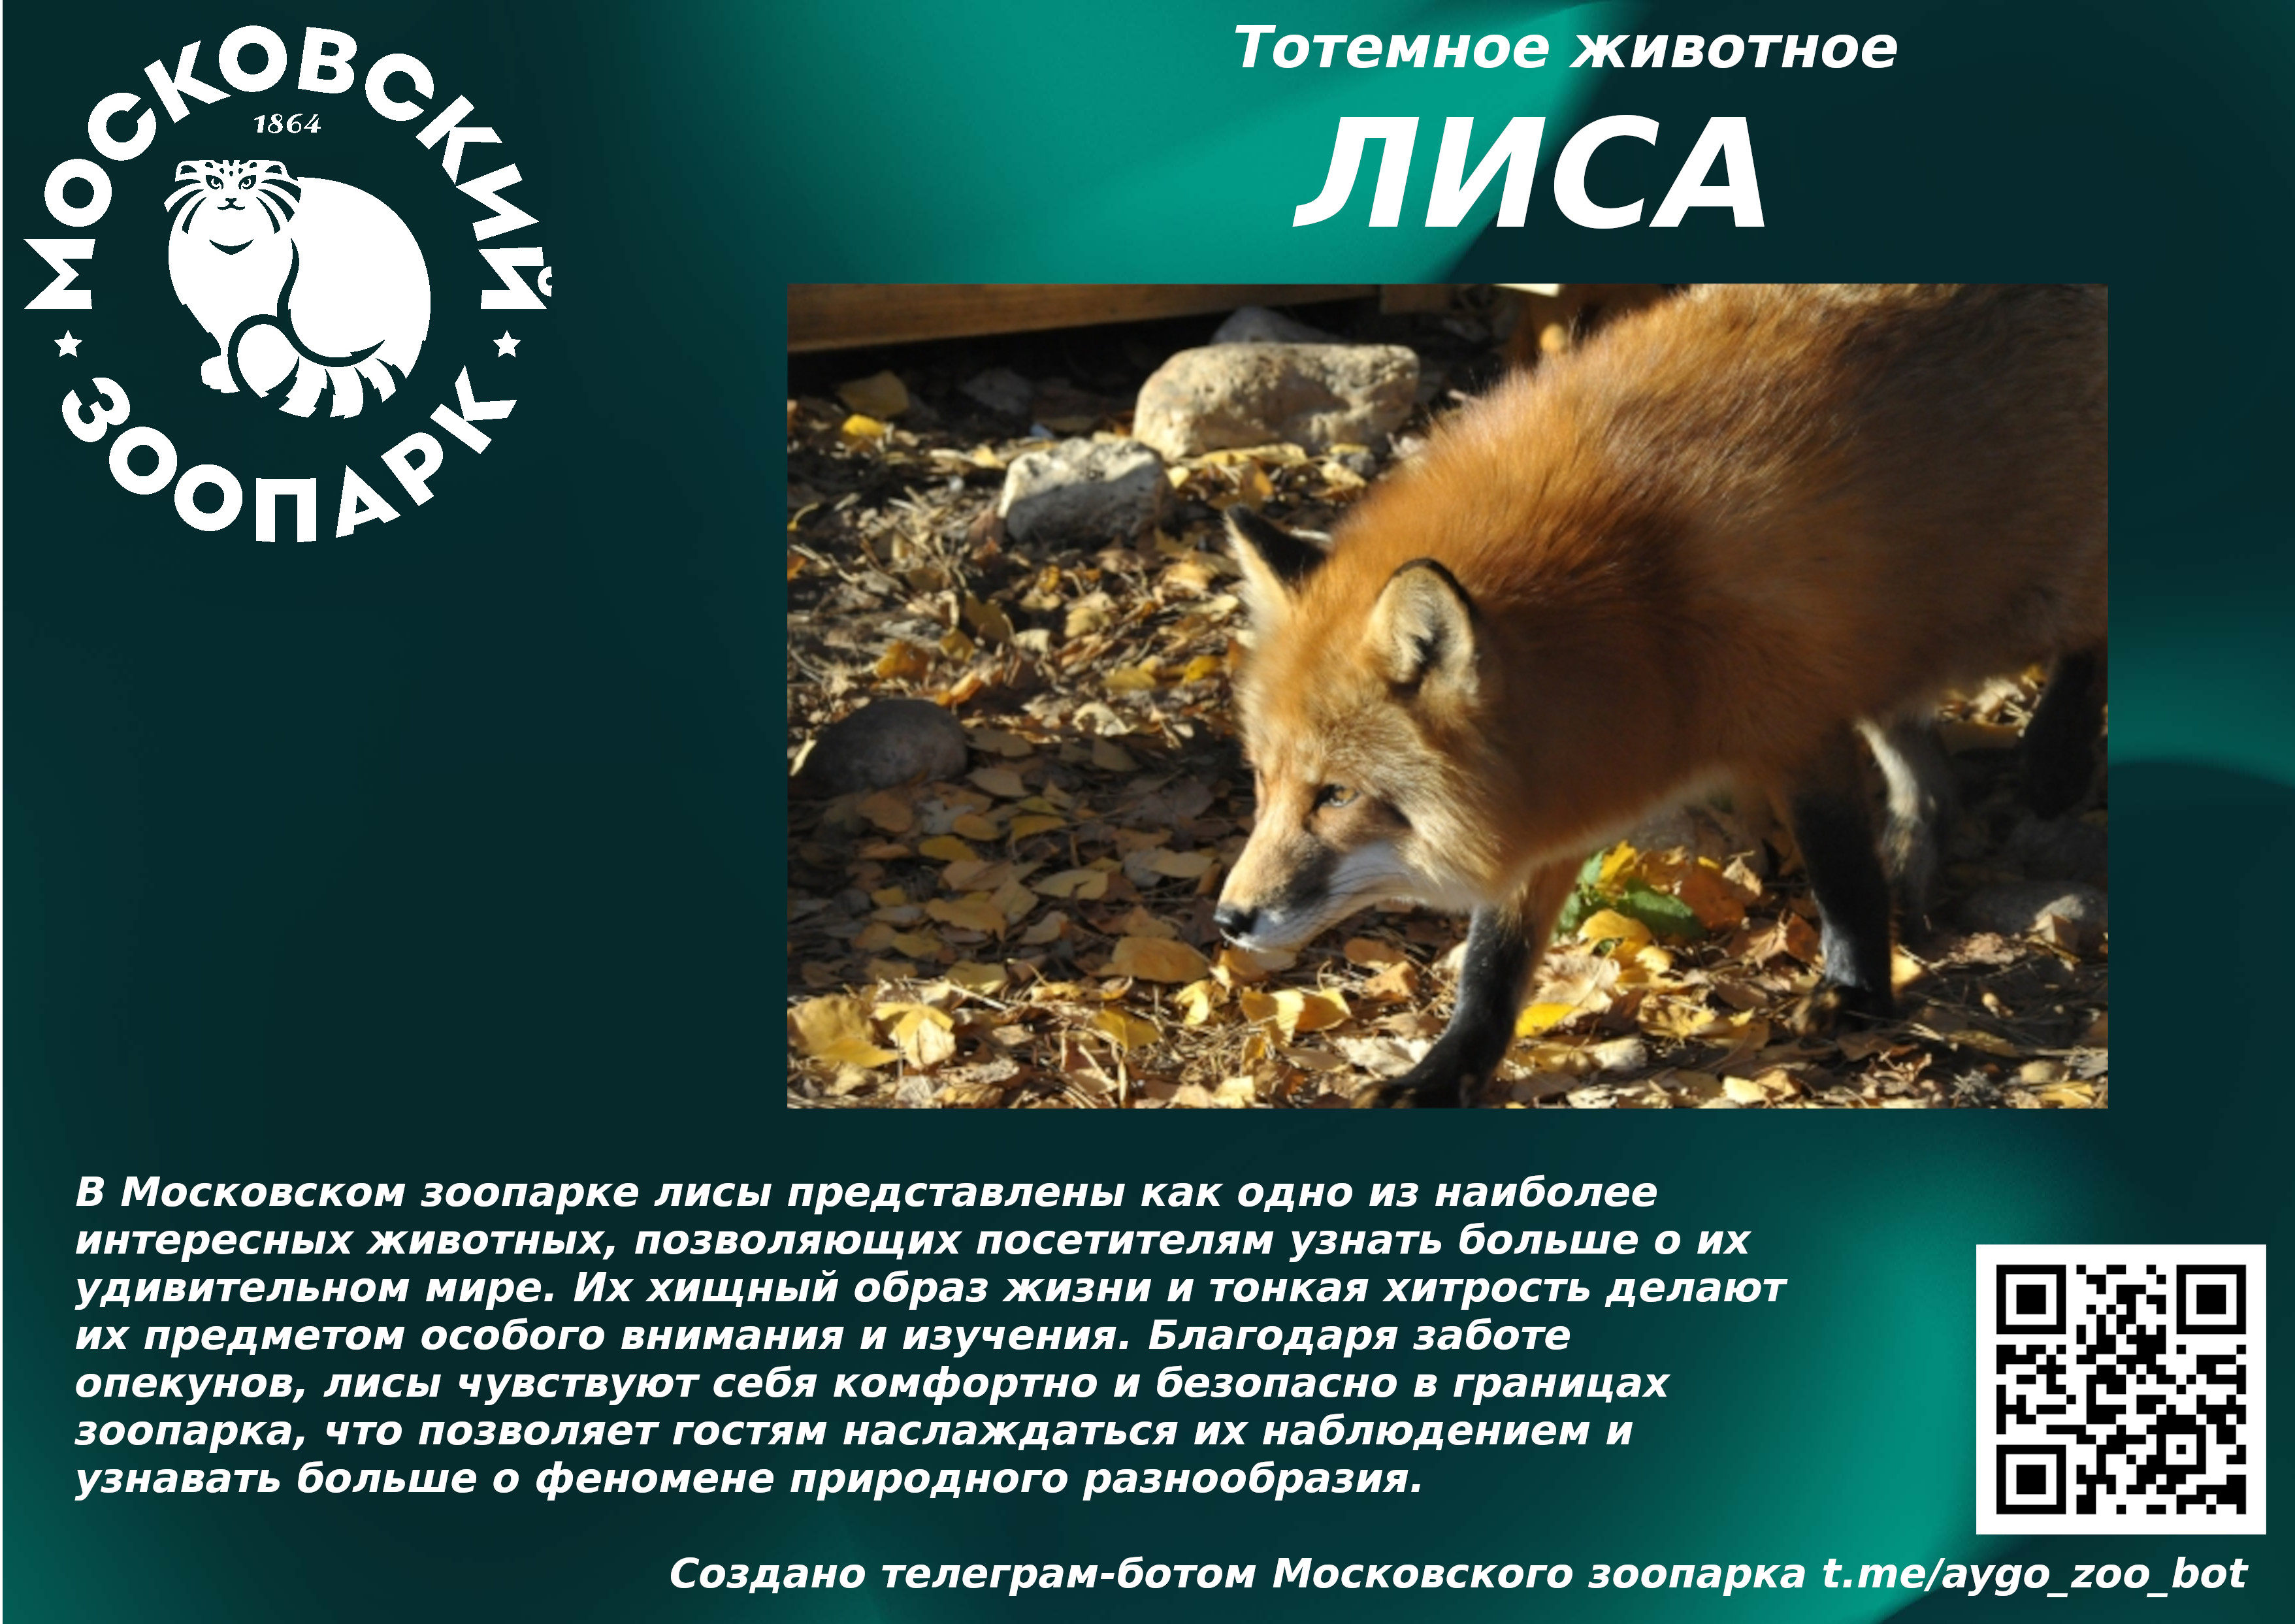 МОСКОВСКИЙ
1864
ЗООПАРК
Тотемное животное
ЛИСА
В Московском зоопарке лисы представлены как одно из наиболее
интересных животных, позволяющих посетителям узнать больше о их
удивительном мире. Их хищный образ жизни и тонкая хитрость делают
их предметом особого внимания и изучения. Благодаря заботе
опекунов, лисы чувствуют себя комфортно и безопасно в границах
зоопарка, что позволяет гостям наслаждаться их наблюдением и
узнавать больше о феномене природного разнообразия.
Создано телеграм-ботом Московского зоопарка t.me/aygo_zoo_bot